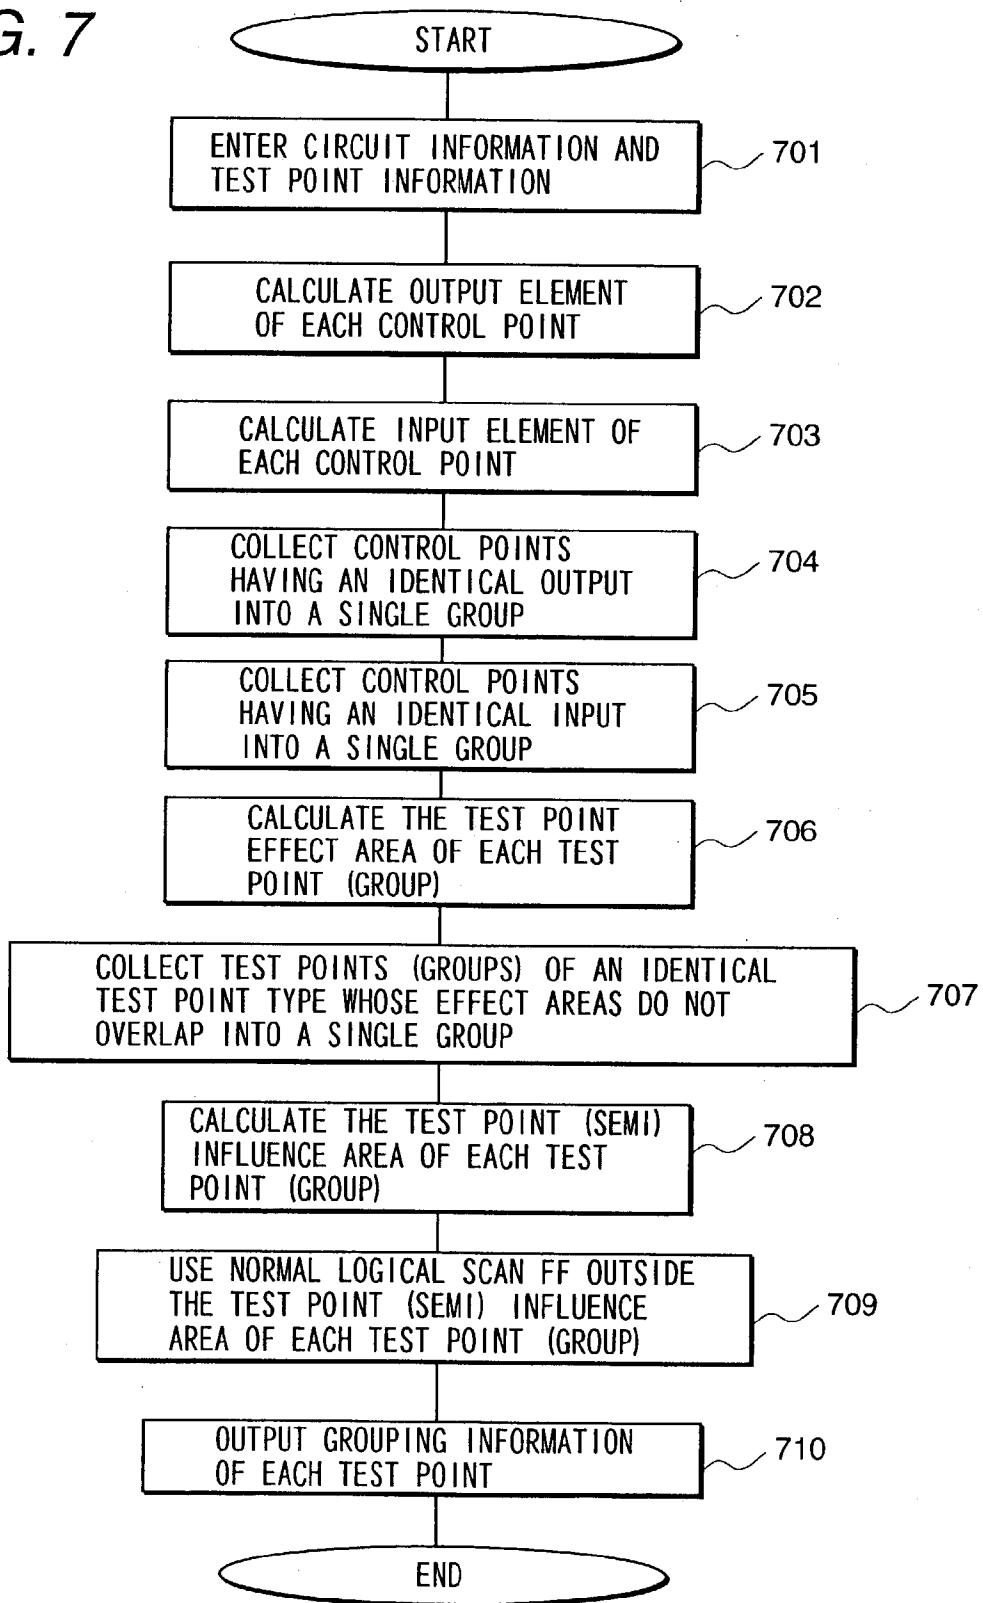 G. 7
START
ENTER CIRCUIT INFORMATION AND
TEST POINT INFORMATION
701
CALCULATE OUTPUT ELEMENT
OF EACH CONTROL POINT
702
CALCULATE INPUT ELEMENT OF
EACH CONTROL POINT
703
COLLECT CONTROL POINTS
HAVING AN IDENTICAL OUTPUT
INTO A SINGLE GROUP
704
COLLECT CONTROL POINTS
HAVING AN IDENTICAL INPUT
INTO A SINGLE GROUP
705
CALCULATE THE TEST POINT
EFFECT AREA OF EACH TEST
POINT (GROUP)
706
COLLECT TEST POINTS (GROUPS) OF AN IDENTICAL
TEST POINT TYPE WHOSE EFFECT AREAS DO NOT
OVERLAP INTO A SINGLE GROUP
707
CALCULATE THE TEST POINT (SEMI)
INFLUENCE AREA OF EACH TEST
POINT (GROUP)
708
USE NORMAL LOGICAL SCAN FF OUTSIDE
THE TEST POINT (SEMI) INFLUENCE
AREA OF EACH TEST POINT (GROUP)
709
OUTPUT GROUPING INFORMATION
OF EACH TEST POINT
710
END